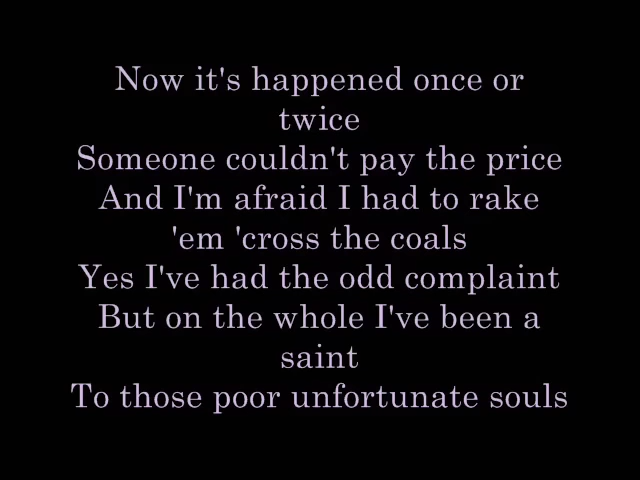 Now it's happened once or
twice
Someone couldn't pay the price
And I'm afraid I had to rake
'em 'cross the coals
Yes I've had the odd complaint
But on the whole I've been a
saint
To those poor unfortunate souls